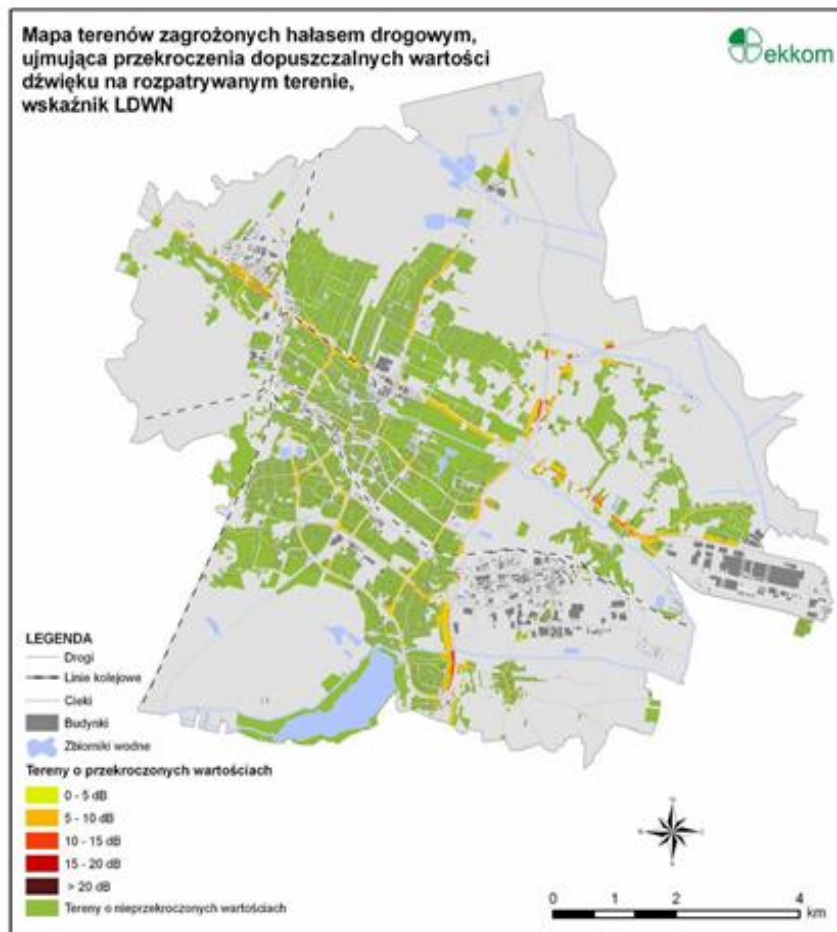 Mapa terenów zagrożonych hałasem drogowym,
ujmująca przekroczenia dopuszczalnych wartości
dźwięku na rozpatrywanym terenie,
wskaźnik LDWN
ekkom
LEGENDA
Drogi
Linie kolejowe
Cieki
Budynki
Zbiorniki wodne
Tereny o przekroczonych wartościach
0 - 5 dB
5 - 10 dB
10 - 15 dB
15 - 20 dB
> 20 dB
Tereny o nieprzekroczonych wartościach
0 1 2 4
km